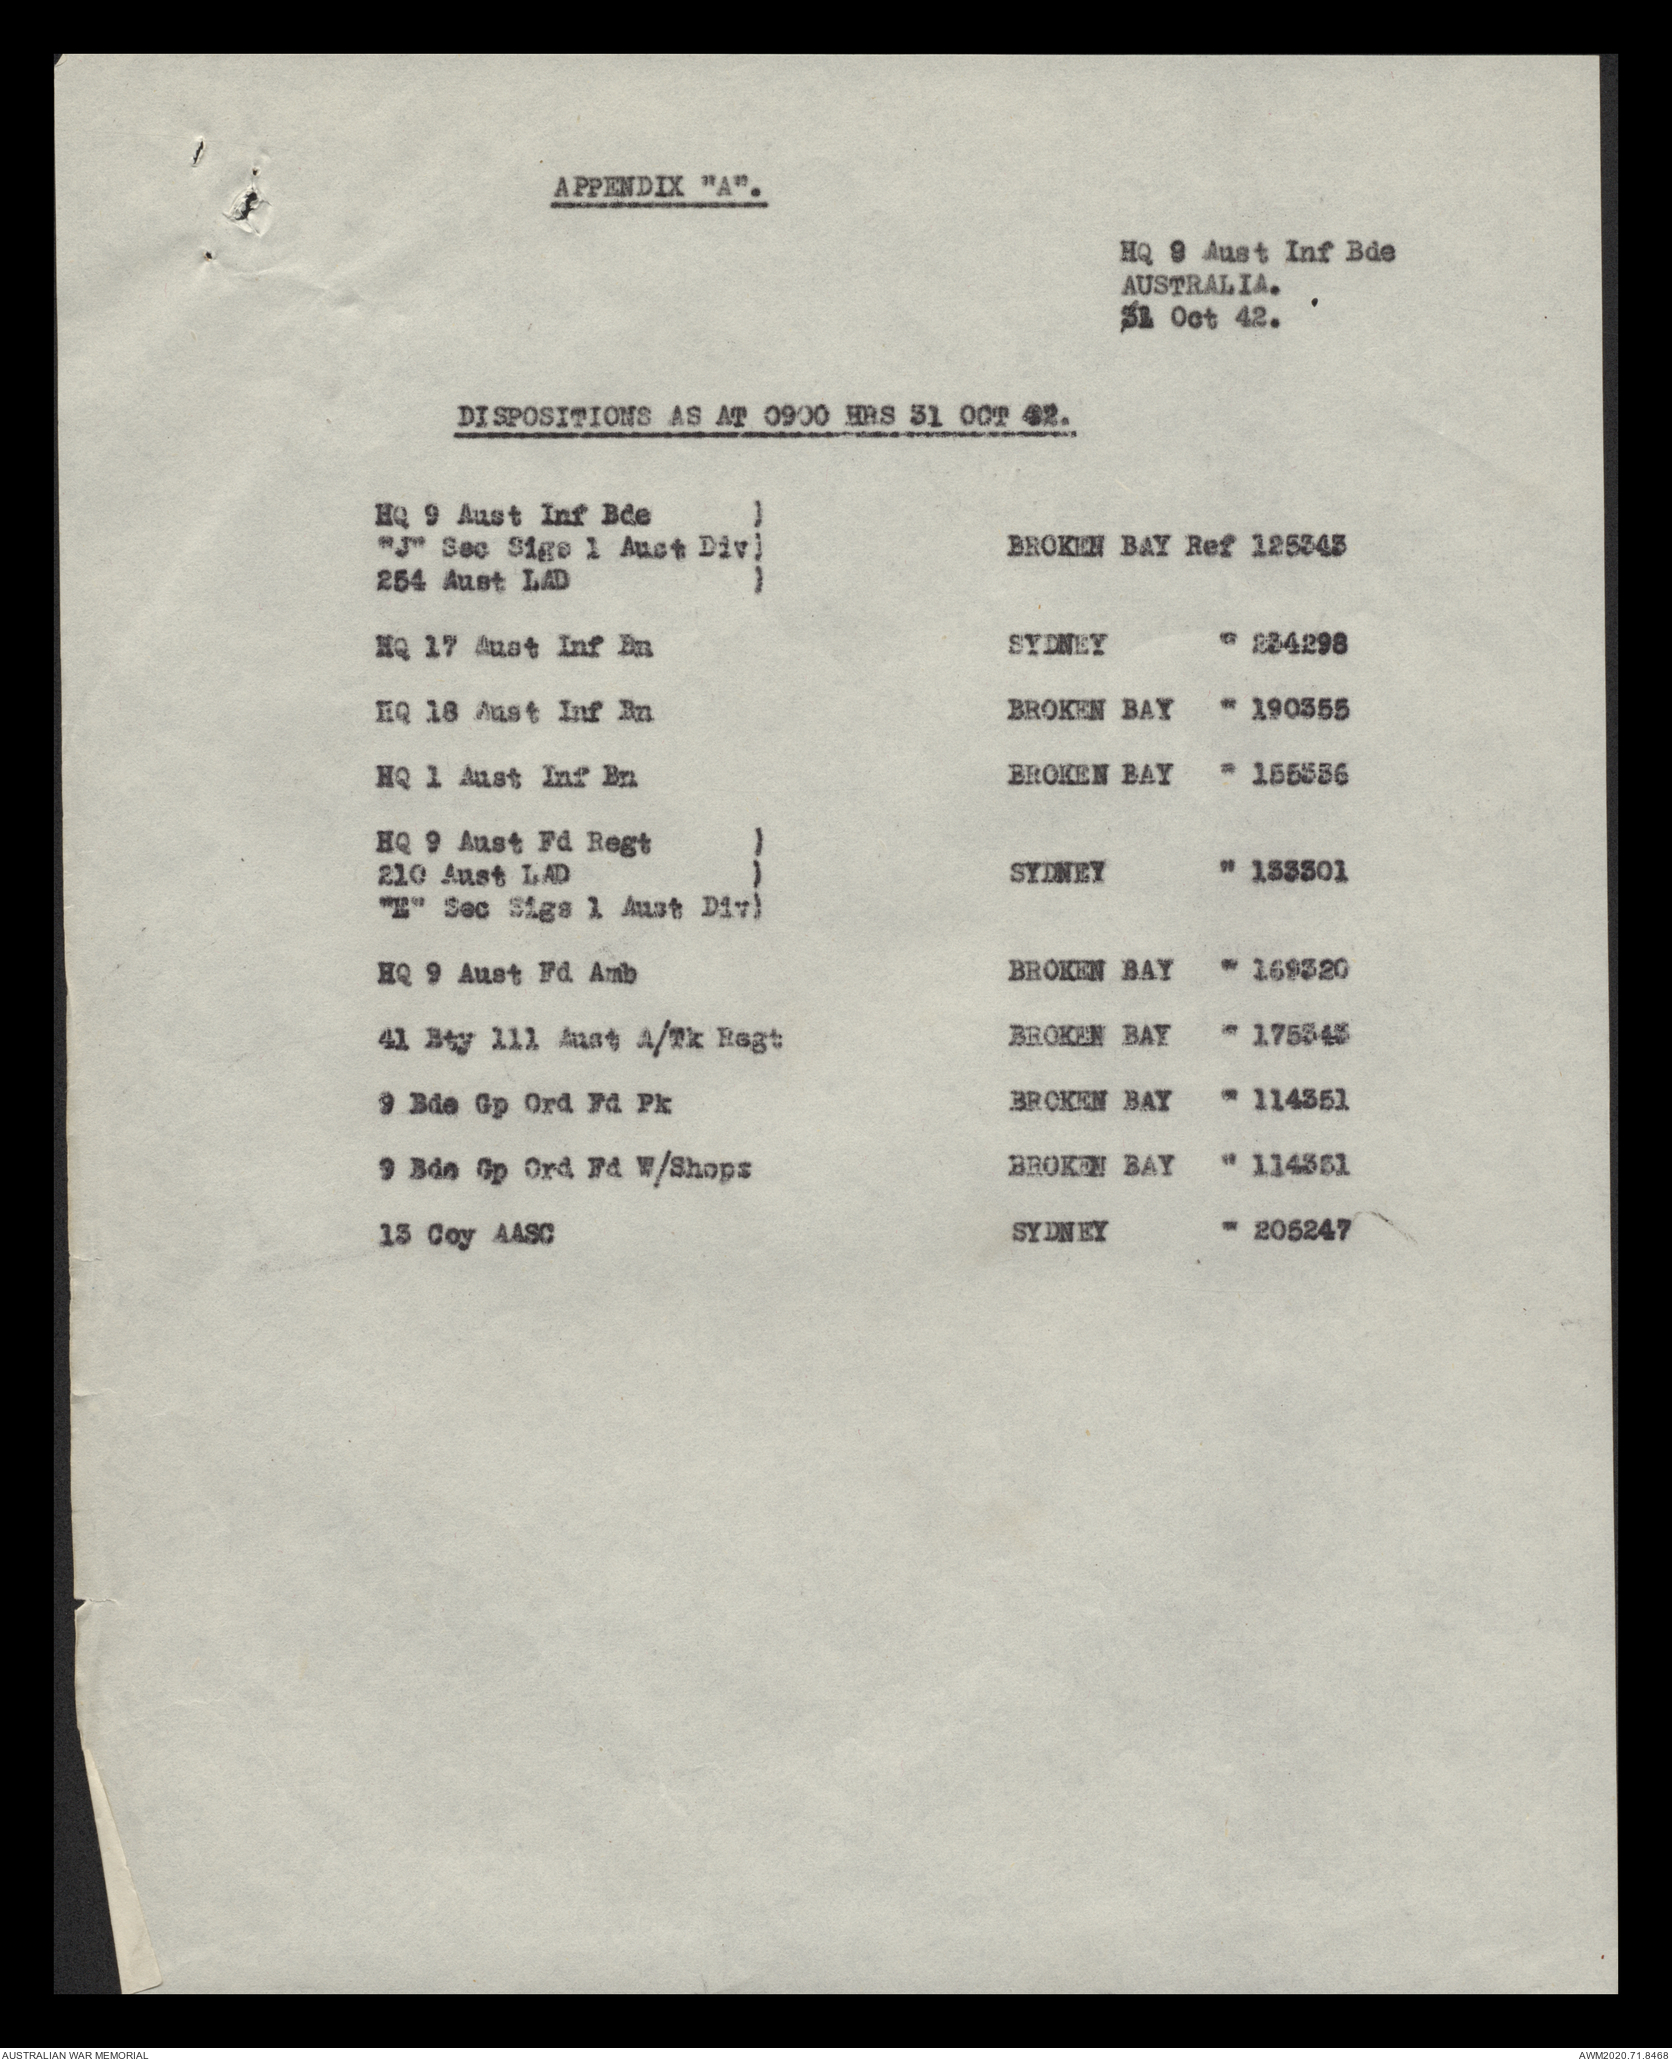 APPENDIX "A".
HQ 9 Aust Inf Bde
AUSTRALIA.
31 Oct 42.
DISPOSITIONS AS AT 0900 HRS 31 OCT 42.
HQ 9 Aust Inf Bde )
"J" Sec Sigs 1 Aust Div) BROKEN BAY Ref 125343
254 Aust LAD )
HQ 17 Aust Inf Bn SYDNEY " 234298
HQ 18 Aust Inf Bn BROKEN BAY " 190355
HQ 1 Aust Inf Bn BROKEN BAY " 155336
HQ 9 Aust Fd Regt )
210 Aust LAD ) SYDNEY " 133301
"E" Sec Sigs 1 Aust Div)
HQ 9 Aust Fd Amb BROKEN BAY " 169320
41 Bty 111 Aust A/Tk Regt BROKEN BAY " 175343
9 Bde Gp Ord Fd Pk BROKEN BAY " 114351
9 Bde Gp Ord Fd W/Shops BROKEN BAY " 114351
13 Coy AASC SYDNEY " 205247
AUSTRALIAN WAR MEMORIAL
AWM2020.71.8468